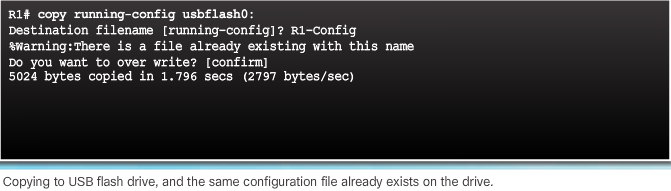 R1# copy running-config usbflash0:
Destination filename [running-config]? R1-Config
%Warning:There is a file already existing with this name
Do you want to over write? [confirm]
5024 bytes copied in 1.796 secs (2797 bytes/sec)
Copying to USB flash drive, and the same configuration file already exists on the drive.